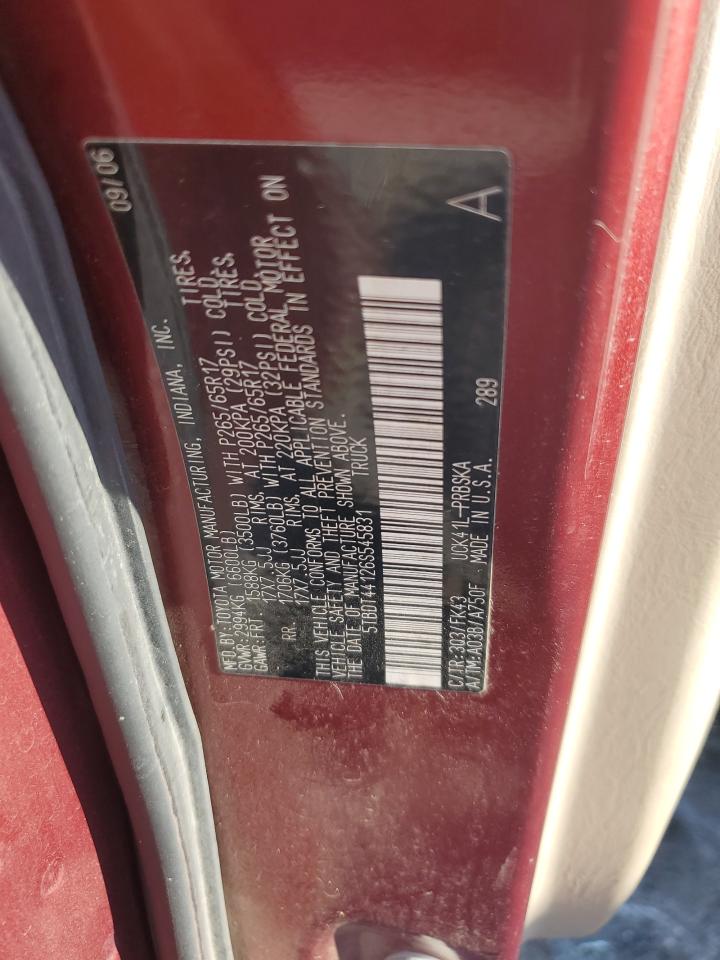 09/06
MFD.BY:TOYOTA MOTOR MANUFACTURING, INDIANA, INC.
GVWR:2994KG (6600LB)
GAWR:FRT 1588KG (3500LB) WITH P265/65R17 TIRES.
17X7.5JJ RIMS. AT 200KPA (29PSI) COLD.
RR. 1706KG (3760LB) WITH P265/65R17 TIRES.
17X7.5JJ RIMS. AT 220KPA (32PSI) COLD.
THIS VEHICLE CONFORMS TO ALL APPLICABLE FEDERAL MOTOR
VEHICLE SAFETY AND THEFT PREVENTION STANDARDS IN EFFECT ON
THE DATE OF MANUFACTURE SHOWN ABOVE.
5TBDT44126S545831 TRUCK
C/TR:3Q3/FK43 UCK41L-PRDSKA 289
A/TM:A03B/A750F MADE IN U.S.A.
A